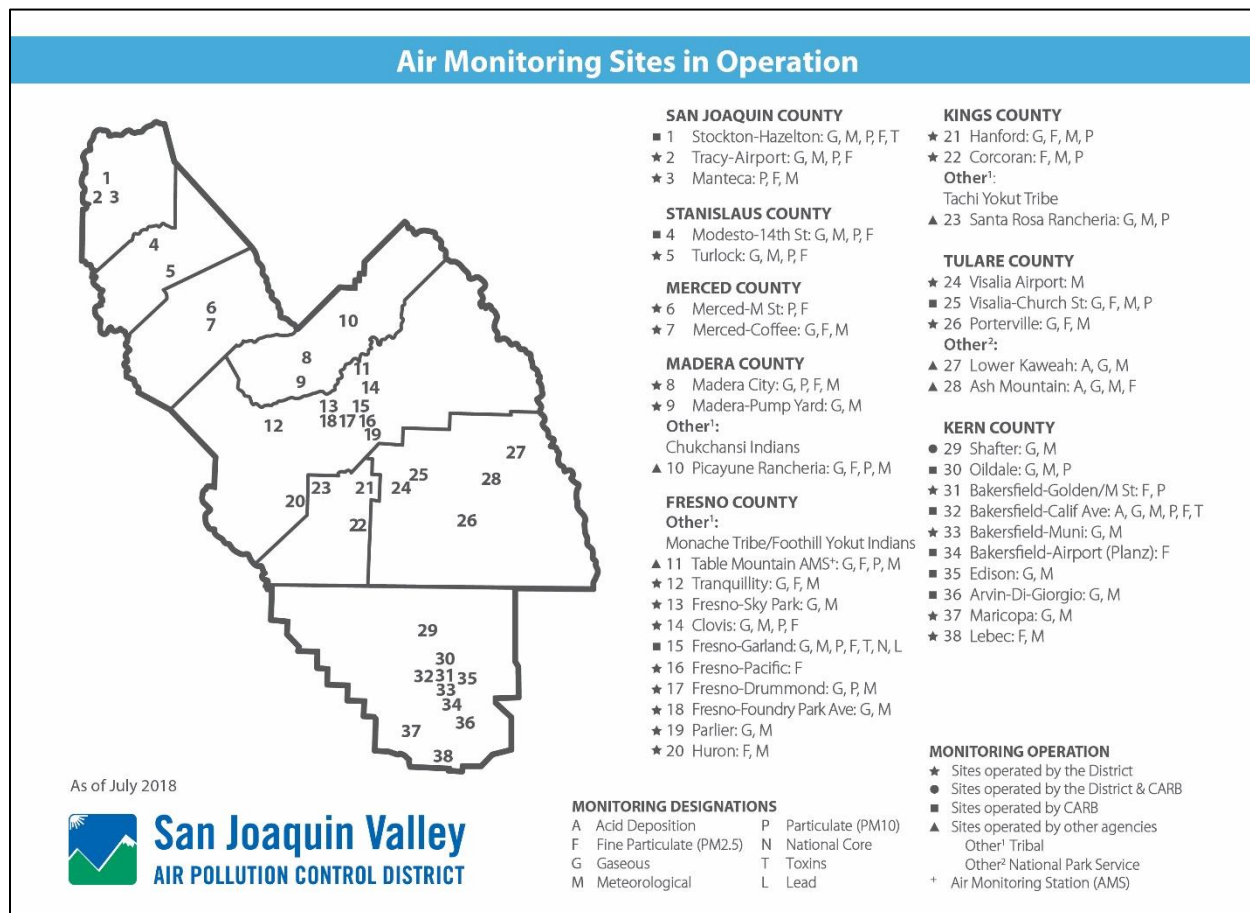 Air Monitoring Sites in Operation
1
2 3
4
5
6
7
10
8
9
11
14
13 15
12
18 17 16
19
27
25
28
20 23 21 24
26
22
29
30
32 31 35
33
34
36
37
38
SAN JOAQUIN COUNTY
■ 1 Stockton-Hazelton: G, M, P, F, T
★ 2 Tracy-Airport: G, M, P, F
★ 3 Manteca: P, F, M
STANISLAUS COUNTY
■ 4 Modesto-14th St: G, M, P, F
★ 5 Turlock: G, M, P, F
MERCED COUNTY
★ 6 Merced-M St: P, F
★ 7 Merced-Coffee: G, F, M
MADERA COUNTY
★ 8 Madera City: G, P, F, M
★ 9 Madera-Pump Yard: G, M
Other¹:
Chukchansi Indians
▲ 10 Picayune Rancheria: G, F, P, M
FRESNO COUNTY
Other¹:
Monache Tribe/Foothill Yokut Indians
▲ 11 Table Mountain AMS⁺: G, F, P, M
★ 12 Tranquillity: G, F, M
★ 13 Fresno-Sky Park: G, M
★ 14 Clovis: G, M, P, F
■ 15 Fresno-Garland: G, M, P, F, T, N, L
★ 16 Fresno-Pacific: F
★ 17 Fresno-Drummond: G, P, M
★ 18 Fresno-Foundry Park Ave: G, M
★ 19 Parlier: G, M
★ 20 Huron: F, M
KINGS COUNTY
★ 21 Hanford: G, F, M, P
★ 22 Corcoran: F, M, P
Other¹:
Tachi Yokut Tribe
▲ 23 Santa Rosa Rancheria: G, M, P
TULARE COUNTY
★ 24 Visalia Airport: M
■ 25 Visalia-Church St: G, F, M, P
★ 26 Porterville: G, F, M
Other²:
▲ 27 Lower Kaweah: A, G, M
▲ 28 Ash Mountain: A, G, M, F
KERN COUNTY
● 29 Shafter: G, M
■ 30 Oildale: G, M, P
★ 31 Bakersfield-Golden/M St: F, P
■ 32 Bakersfield-Calif Ave: A, G, M, P, F, T
★ 33 Bakersfield-Muni: G, M
■ 34 Bakersfield-Airport (Planz): F
■ 35 Edison: G, M
■ 36 Arvin-Di-Giorgio: G, M
★ 37 Maricopa: G, M
★ 38 Lebec: F, M
As of July 2018
San Joaquin Valley
AIR POLLUTION CONTROL DISTRICT
MONITORING DESIGNATIONS
A Acid Deposition
F Fine Particulate (PM2.5)
G Gaseous
M Meteorological
P Particulate (PM10)
N National Core
T Toxins
L Lead
MONITORING OPERATION
★ Sites operated by the District
● Sites operated by the District & CARB
■ Sites operated by CARB
▲ Sites operated by other agencies
Other¹ Tribal
Other² National Park Service
⁺ Air Monitoring Station (AMS)